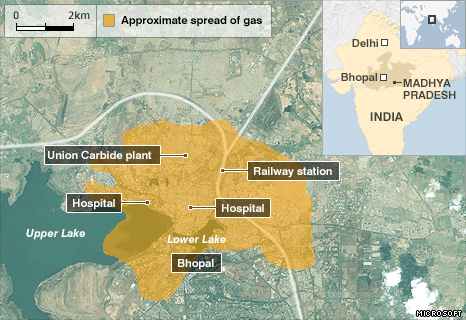 0 2km
Approximate spread of gas
Delhi
Bhopal
MADHYA
PRADESH
INDIA
Union Carbide plant
Railway station
Hospital
Hospital
Upper Lake
Lower Lake
Bhopal
MICROSOFT